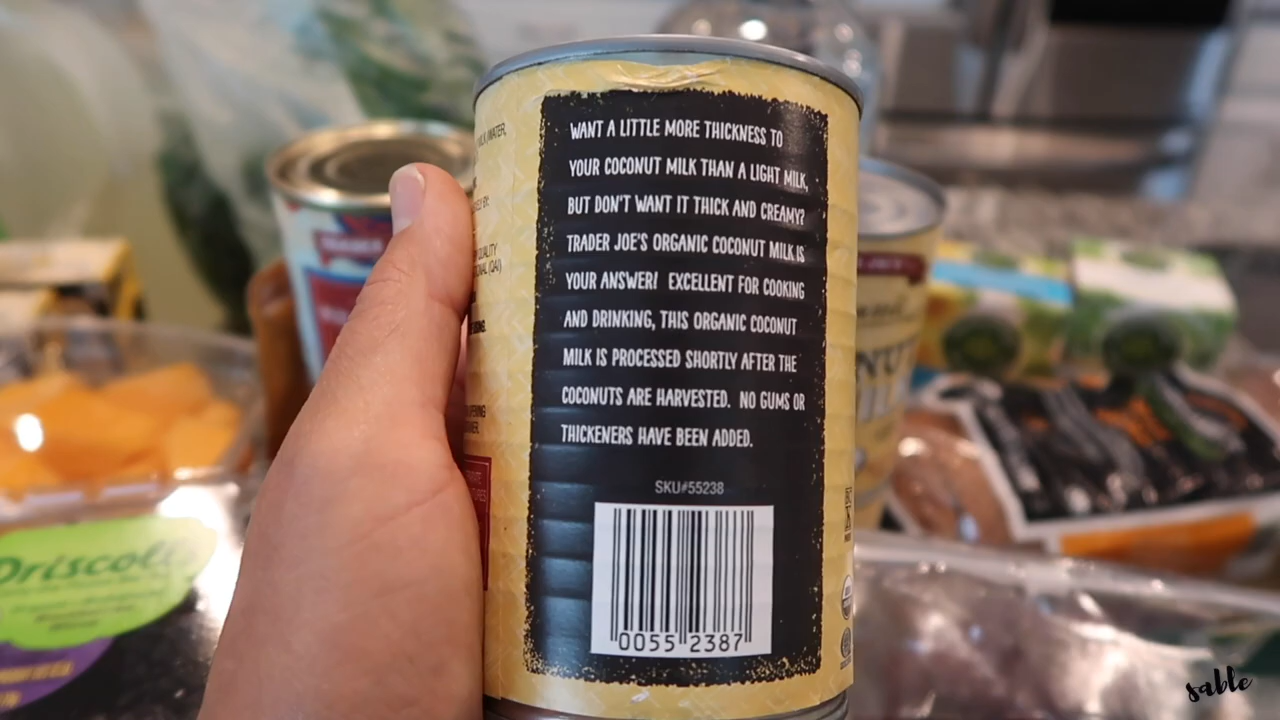 WANT A LITTLE MORE THICKNESS TO
YOUR COCONUT MILK THAN A LIGHT MILK,
BUT DON'T WANT IT THICK AND CREAMY?
TRADER JOE'S ORGANIC COCONUT MILK IS
YOUR ANSWER! EXCELLENT FOR COOKING
AND DRINKING, THIS ORGANIC COCONUT
MILK IS PROCESSED SHORTLY AFTER THE
COCONUTS ARE HARVESTED. NO GUMS OR
THICKENERS HAVE BEEN ADDED.
SKU#55238
0055 2387
Driscoll
sable